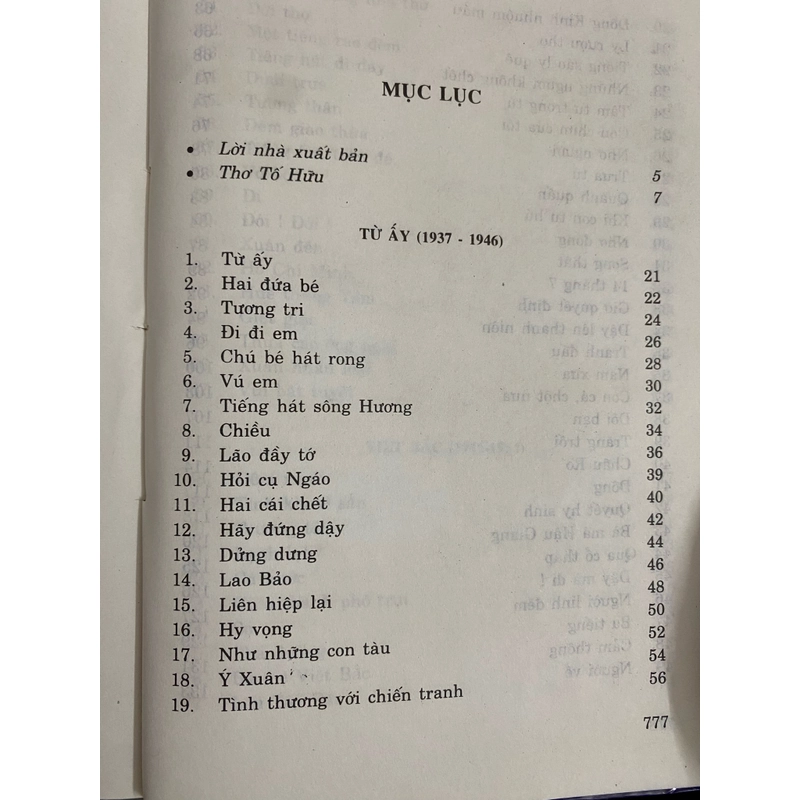 MỤC LỤC
• Lời nhà xuất bản 5
• Thơ Tố Hữu 7
TỪ ẤY (1937 - 1946)
1. Từ ấy 21
2. Hai đứa bé 22
3. Tương tri 24
4. Đi đi em 26
5. Chú bé hát rong 28
6. Vú em 30
7. Tiếng hát sông Hương 32
8. Chiều 34
9. Lão đầy tớ 36
10. Hỏi cụ Ngáo 39
11. Hai cái chết 40
12. Hãy đứng dậy 42
13. Dửng dưng 44
14. Lao Bảo 46
15. Liên hiệp lại 48
16. Hy vọng 50
17. Như những con tàu 52
18. Ý Xuân 54
19. Tình thương với chiến tranh 56
777